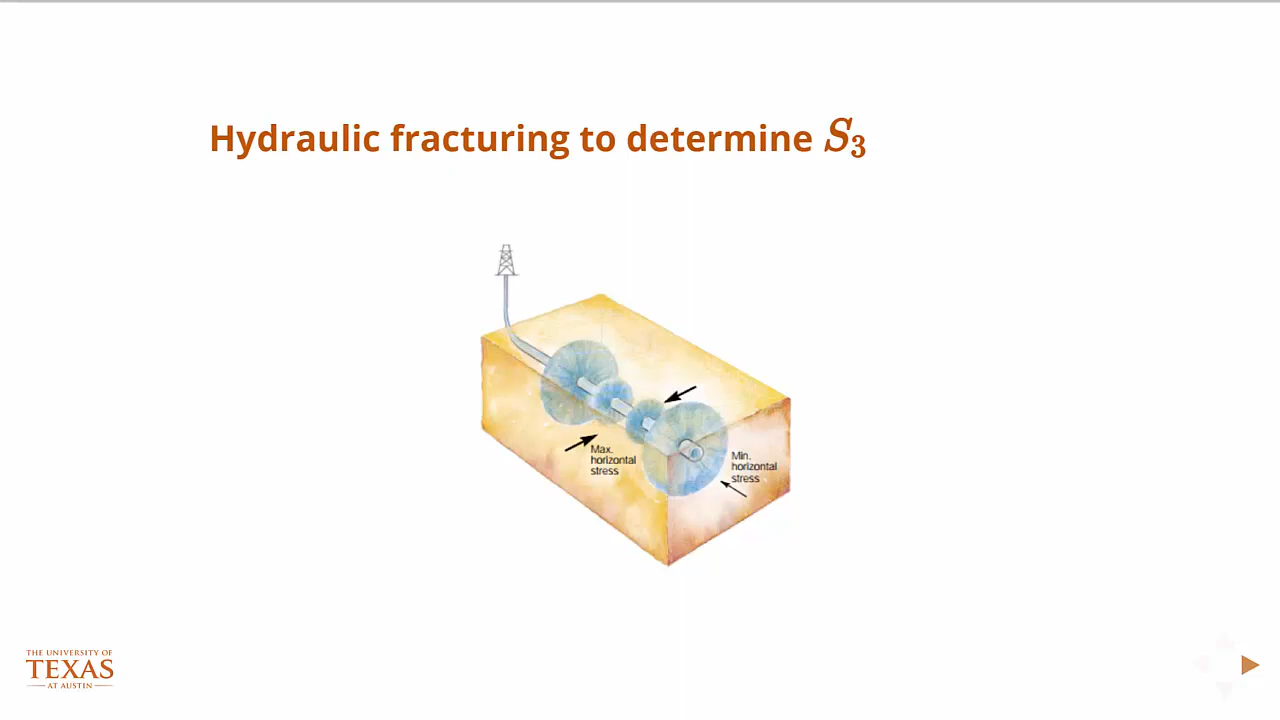 Hydraulic fracturing to determine S₃
Max.
horizontal
stress
Min.
horizontal
stress
THE UNIVERSITY OF
TEXAS
AT AUSTIN